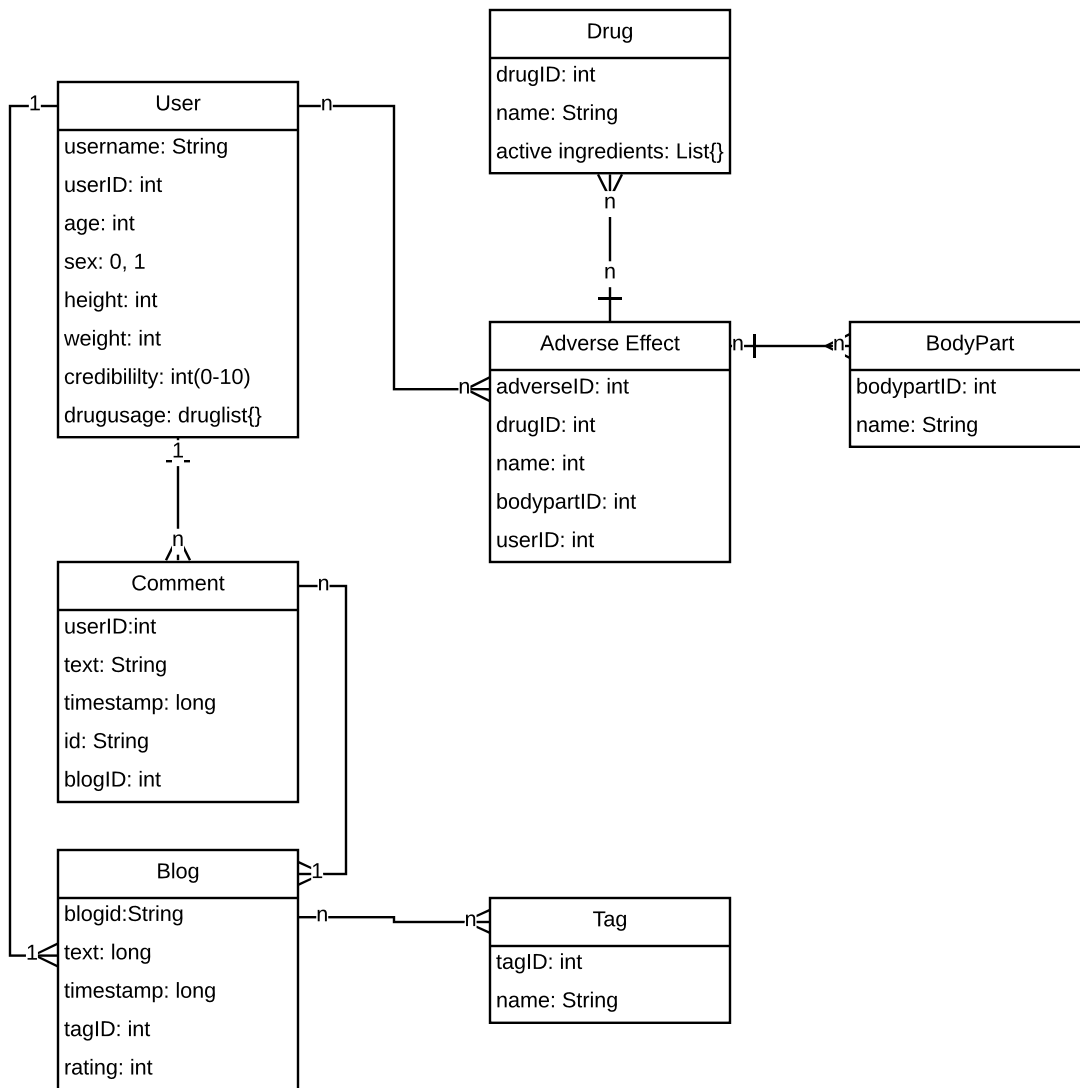 Drug
drugID: int
name: String
active ingredients: List{}
1
User
n
username: String
userID: int
age: int
sex: 0, 1
height: int
weight: int
credibililty: int(0-10)
drugusage: druglist{}
n
n
Adverse Effect
n
n
BodyPart
n
adverseID: int
drugID: int
name: int
bodypartID: int
userID: int
bodypartID: int
name: String
1
n
Comment
n
userID:int
text: String
timestamp: long
id: String
blogID: int
Blog
1
blogid:String
n
1
text: long
timestamp: long
tagID: int
rating: int
n
Tag
tagID: int
name: String